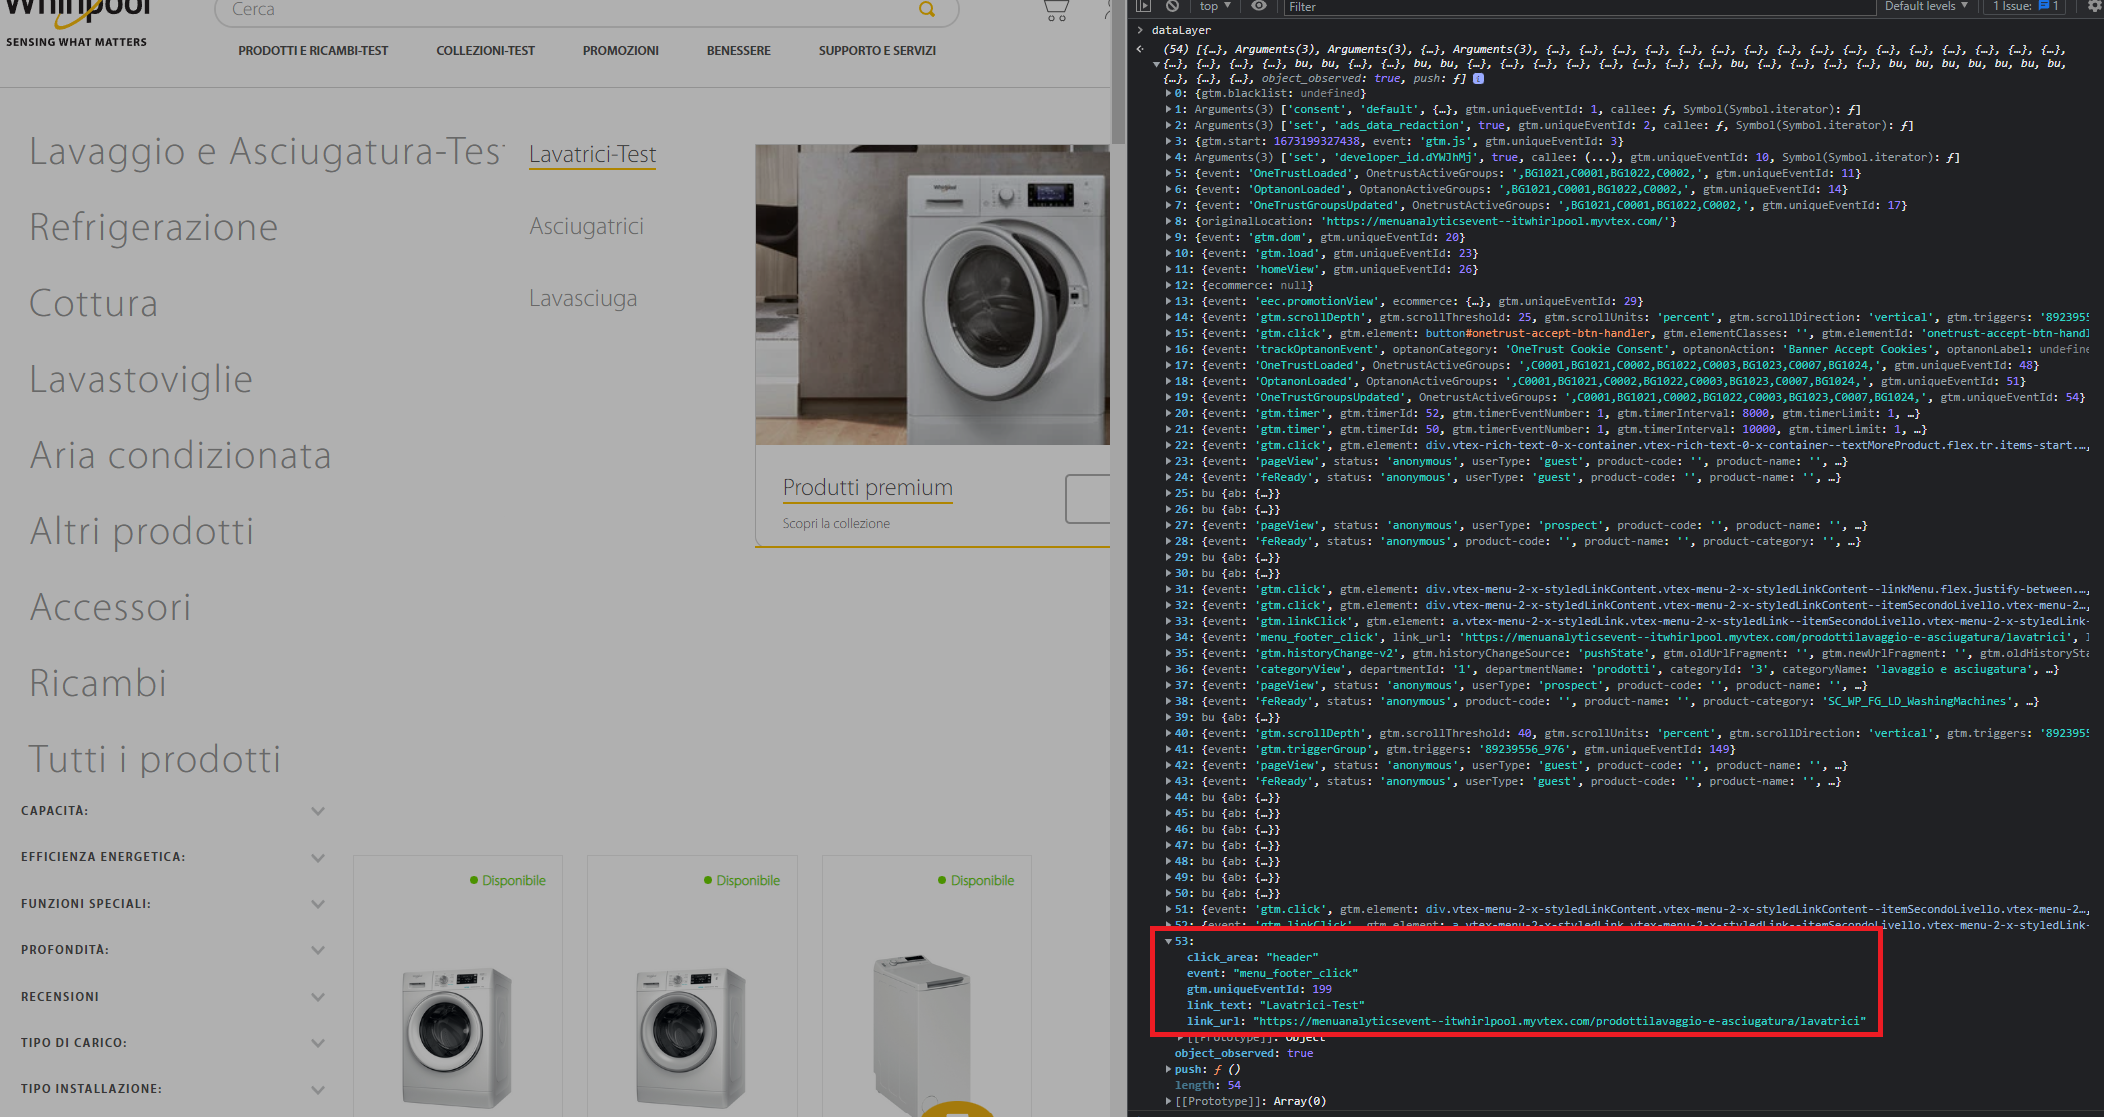 Whirlpool
SENSING WHAT MATTERS
Cerca
PRODOTTI E RICAMBI-TEST
COLLEZIONI-TEST
PROMOZIONI
BENESSERE
SUPPORTO E SERVIZI
Lavaggio e Asciugatura-Test
Refrigerazione
Cottura
Lavastoviglie
Aria condizionata
Altri prodotti
Accessori
Ricambi
Tutti i prodotti
Lavatrici-Test
Asciugatrici
Lavasciuga
Whirlpool
Produtti premium
Scopri la collezione
CAPACITÀ:
EFFICIENZA ENERGETICA:
FUNZIONI SPECIALI:
PROFONDITÀ:
RECENSIONI
TIPO DI CARICO:
TIPO INSTALLAZIONE:
Disponibile
Disponibile
Disponibile
top
Filter
Default levels
1 Issue: 1
dataLayer
(54) [{…}, Arguments(3), Arguments(3), {…}, Arguments(3), {…}, {…}, {…}, {…}, {…}, {…}, {…}, {…}, {…}, {…}, {…}, {…}, {…}, {…}, {…}, {…},
{…}, {…}, {…}, {…}, bu, bu, {…}, {…}, bu, bu, {…}, {…}, {…}, {…}, {…}, {…}, {…}, {…}, bu, {…}, {…}, {…}, {…}, bu, bu, bu, bu, bu, bu,
{…}, {…}, {…}, object_observed: true, push: ƒ] i
0: {gtm.blacklist: undefined}
1: Arguments(3) ['consent', 'default', {…}, gtm.uniqueEventId: 1, callee: ƒ, Symbol(Symbol.iterator): ƒ]
2: Arguments(3) ['set', 'ads_data_redaction', true, gtm.uniqueEventId: 2, callee: ƒ, Symbol(Symbol.iterator): ƒ]
3: {gtm.start: 1673199327438, event: 'gtm.js', gtm.uniqueEventId: 3}
4: Arguments(3) ['set', 'developer_id.dYWJhMj', true, callee: (...), gtm.uniqueEventId: 10, Symbol(Symbol.iterator): ƒ]
5: {event: 'OneTrustLoaded', OnetrustActiveGroups: ',BG1021,C0001,BG1022,C0002,', gtm.uniqueEventId: 11}
6: {event: 'OptanonLoaded', OptanonActiveGroups: ',BG1021,C0001,BG1022,C0002,', gtm.uniqueEventId: 14}
7: {event: 'OneTrustGroupsUpdated', OnetrustActiveGroups: ',BG1021,C0001,BG1022,C0002,', gtm.uniqueEventId: 17}
8: {originalLocation: 'https://menuanalyticsevent--itwhirlpool.myvtex.com/'}
9: {event: 'gtm.dom', gtm.uniqueEventId: 20}
10: {event: 'gtm.load', gtm.uniqueEventId: 23}
11: {event: 'homeView', gtm.uniqueEventId: 26}
12: {ecommerce: null}
13: {event: 'eec.promotionView', ecommerce: {…}, gtm.uniqueEventId: 29}
14: {event: 'gtm.scrollDepth', gtm.scrollThreshold: 25, gtm.scrollUnits: 'percent', gtm.scrollDirection: 'vertical', gtm.triggers: '8923955
15: {event: 'gtm.click', gtm.element: button#onetrust-accept-btn-handler, gtm.elementClasses: '', gtm.elementId: 'onetrust-accept-btn-handl
16: {event: 'trackOptanonEvent', optanonCategory: 'OneTrust Cookie Consent', optanonAction: 'Banner Accept Cookies', optanonLabel: undefine
17: {event: 'OneTrustLoaded', OnetrustActiveGroups: ',C0001,BG1021,C0002,BG1022,C0003,BG1023,C0007,BG1024,', gtm.uniqueEventId: 48}
18: {event: 'OptanonLoaded', OptanonActiveGroups: ',C0001,BG1021,C0002,BG1022,C0003,BG1023,C0007,BG1024,', gtm.uniqueEventId: 51}
19: {event: 'OneTrustGroupsUpdated', OnetrustActiveGroups: ',C0001,BG1021,C0002,BG1022,C0003,BG1023,C0007,BG1024,', gtm.uniqueEventId: 54}
20: {event: 'gtm.timer', gtm.timerId: 52, gtm.timerEventNumber: 1, gtm.timerInterval: 8000, gtm.timerLimit: 1, …}
21: {event: 'gtm.timer', gtm.timerId: 50, gtm.timerEventNumber: 1, gtm.timerInterval: 10000, gtm.timerLimit: 1, …}
22: {event: 'gtm.click', gtm.element: div.vtex-rich-text-0-x-container.vtex-rich-text-0-x-container--textMoreProduct.flex.tr.items-start.…,
23: {event: 'pageView', status: 'anonymous', userType: 'guest', product-code: '', product-name: '', …}
24: {event: 'feReady', status: 'anonymous', userType: 'guest', product-code: '', product-name: '', …}
25: bu {ab: {…}}
26: bu {ab: {…}}
27: {event: 'pageView', status: 'anonymous', userType: 'prospect', product-code: '', product-name: '', …}
28: {event: 'feReady', status: 'anonymous', product-code: '', product-name: '', product-category: '', …}
29: bu {ab: {…}}
30: bu {ab: {…}}
31: {event: 'gtm.click', gtm.element: div.vtex-menu-2-x-styledLinkContent.vtex-menu-2-x-styledLinkContent--linkMenu.flex.justify-between.…,
32: {event: 'gtm.click', gtm.element: div.vtex-menu-2-x-styledLinkContent.vtex-menu-2-x-styledLinkContent--itemSecondoLivello.vtex-menu-2…,
33: {event: 'gtm.linkClick', gtm.element: a.vtex-menu-2-x-styledLink.vtex-menu-2-x-styledLink--itemSecondoLivello.vtex-menu-2-x-styledLink-
34: {event: 'menu_footer_click', link_url: 'https://menuanalyticsevent--itwhirlpool.myvtex.com/prodottilavaggio-e-asciugatura/lavatrici', l
35: {event: 'gtm.historyChange-v2', gtm.historyChangeSource: 'pushState', gtm.oldUrlFragment: '', gtm.newUrlFragment: '', gtm.oldHistorySta
36: {event: 'categoryView', departmentId: '1', departmentName: 'prodotti', categoryId: '3', categoryName: 'lavaggio e asciugatura', …}
37: {event: 'pageView', status: 'anonymous', userType: 'prospect', product-code: '', product-name: '', …}
38: {event: 'feReady', status: 'anonymous', product-code: '', product-name: '', product-category: 'SC_WP_FG_LD_WashingMachines', …}
39: bu {ab: {…}}
40: {event: 'gtm.scrollDepth', gtm.scrollThreshold: 40, gtm.scrollUnits: 'percent', gtm.scrollDirection: 'vertical', gtm.triggers: '8923955
41: {event: 'gtm.triggerGroup', gtm.triggers: '89239556_976', gtm.uniqueEventId: 149}
42: {event: 'pageView', status: 'anonymous', userType: 'guest', product-code: '', product-name: '', …}
43: {event: 'feReady', status: 'anonymous', userType: 'guest', product-code: '', product-name: '', …}
44: bu {ab: {…}}
45: bu {ab: {…}}
46: bu {ab: {…}}
47: bu {ab: {…}}
48: bu {ab: {…}}
49: bu {ab: {…}}
50: bu {ab: {…}}
51: {event: 'gtm.click', gtm.element: div.vtex-menu-2-x-styledLinkContent.vtex-menu-2-x-styledLinkContent--itemSecondoLivello.vtex-menu-2…,
52: {event: 'gtm.linkClick', gtm.element: a.vtex-menu-2-x-styledLink.vtex-menu-2-x-styledLink--itemSecondoLivello.vtex-menu-2-x-styledLink-
53:
click_area: "header"
event: "menu_footer_click"
gtm.uniqueEventId: 199
link_text: "Lavatrici-Test"
link_url: "https://menuanalyticsevent--itwhirlpool.myvtex.com/prodottilavaggio-e-asciugatura/lavatrici"
[[Prototype]]: Object
object_observed: true
push: ƒ ()
length: 54
[[Prototype]]: Array(0)